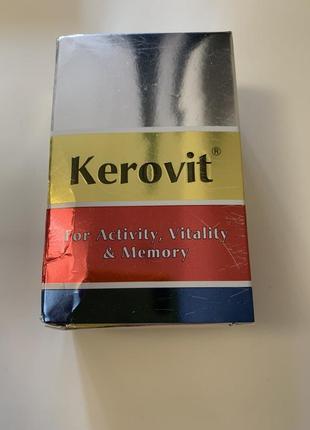 Kerovit®
For Activity, Vitality
& Memory